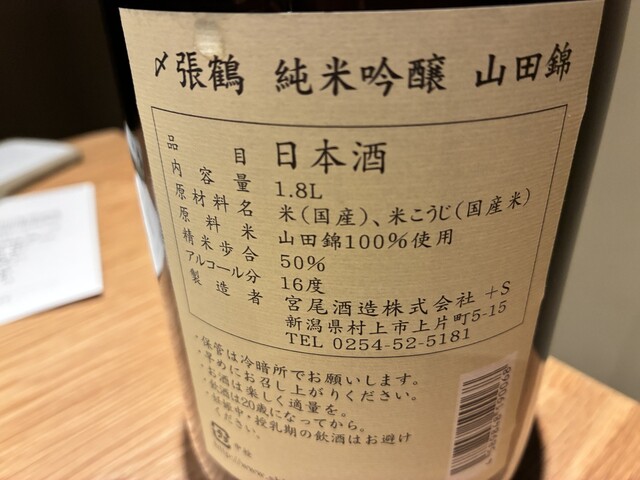 〆張鶴 純米吟醸 山田錦
品目 日本酒
内容量 1.8L
原材料名 米(国産)、米こうじ(国産米)
原料米 山田錦100%使用
精米歩合 50%
アルコール分 16度
製造者 宮尾酒造株式会社 +S
新潟県村上市上片町5-15
TEL 0254-52-5181
・保管は冷暗所でお願いします。
・早めにお召し上がりください。
・お酒は楽しく適量を。
・飲酒は20歳になってから。
・妊娠中・授乳期の飲酒はお避け
ください。